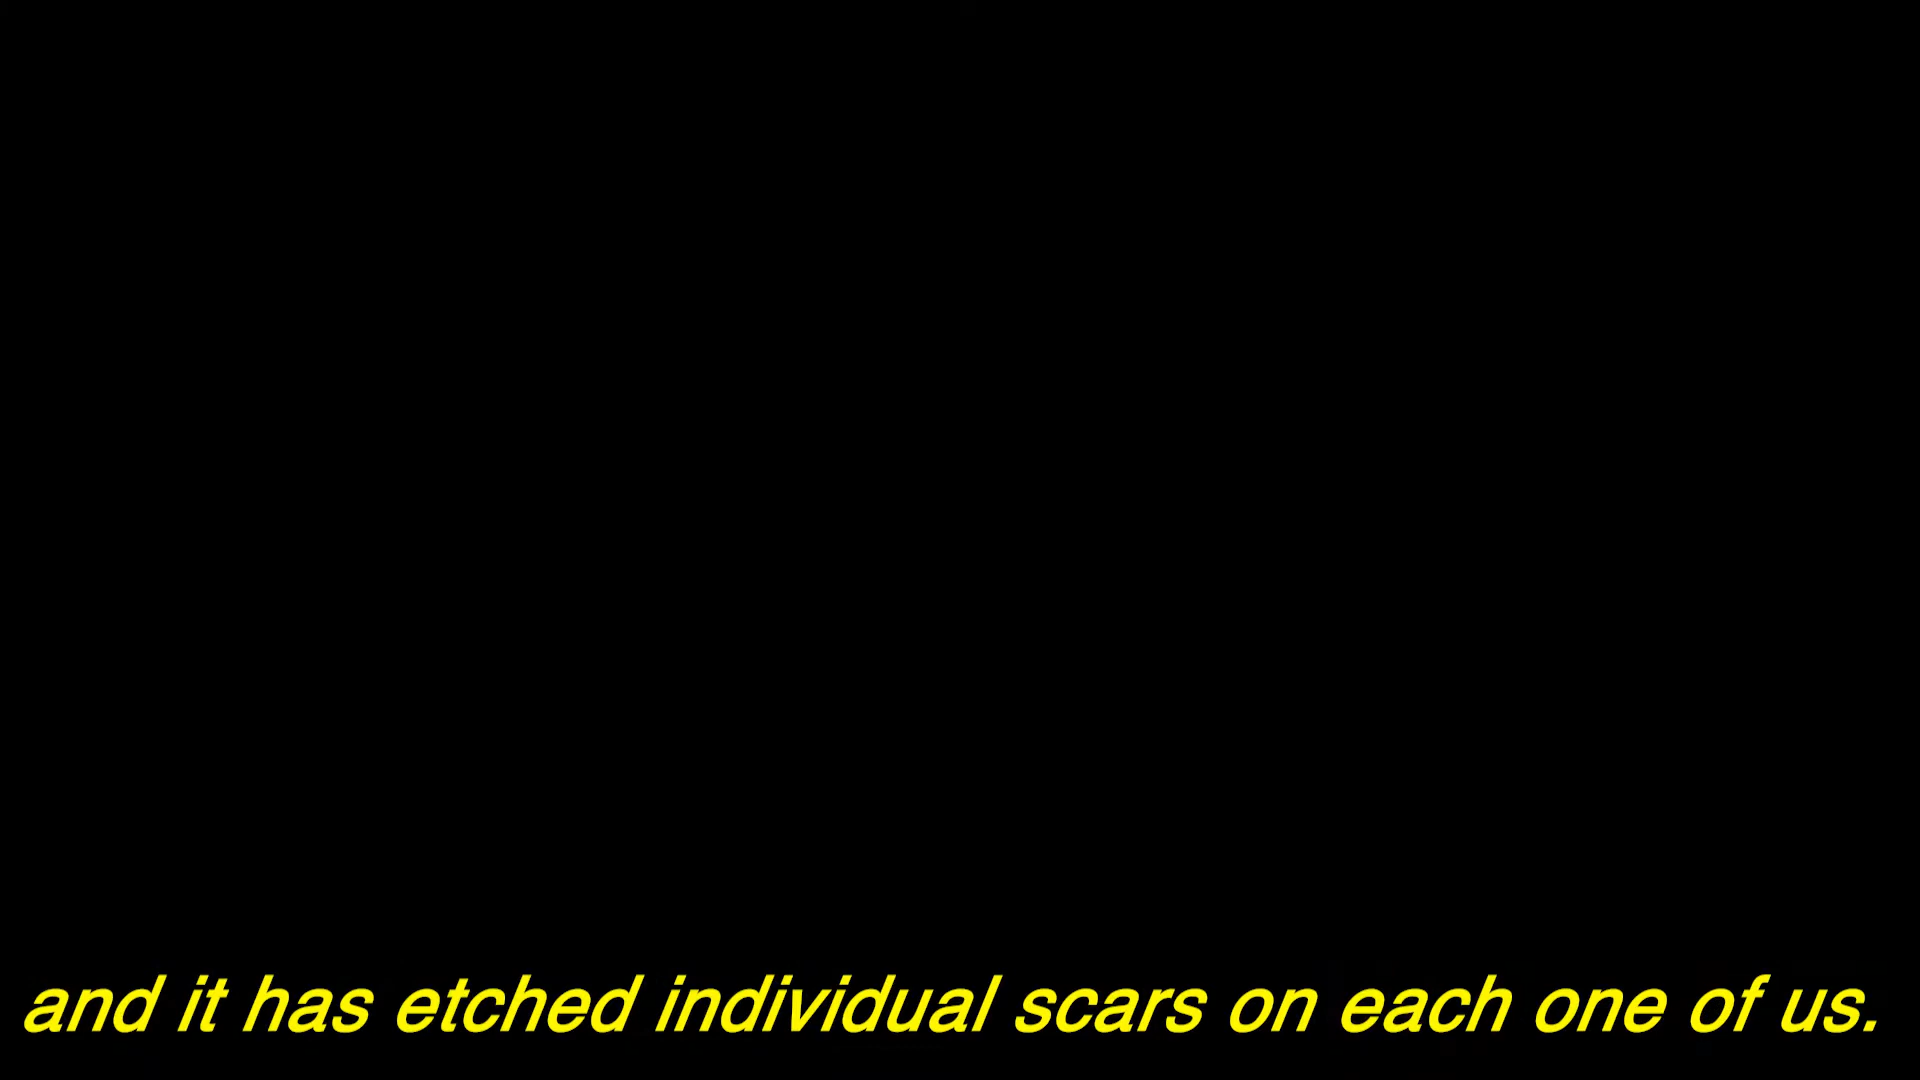 and it has etched individual scars on each one of us.